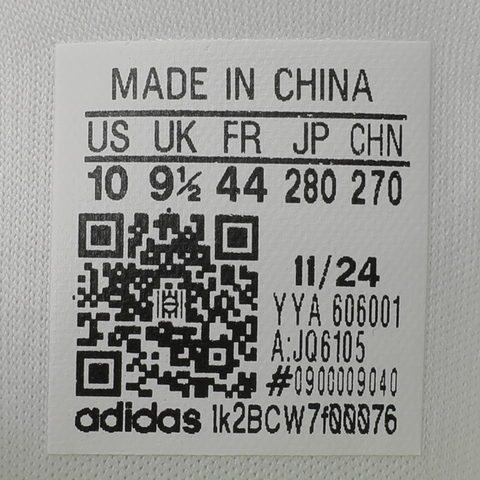 MADE IN CHINA
US UK FR JP CHN
10 9½ 44 280 270
11/24
YYA 606001
A:JQ6105
#0900009040
adidas 1k2BCW7f00076